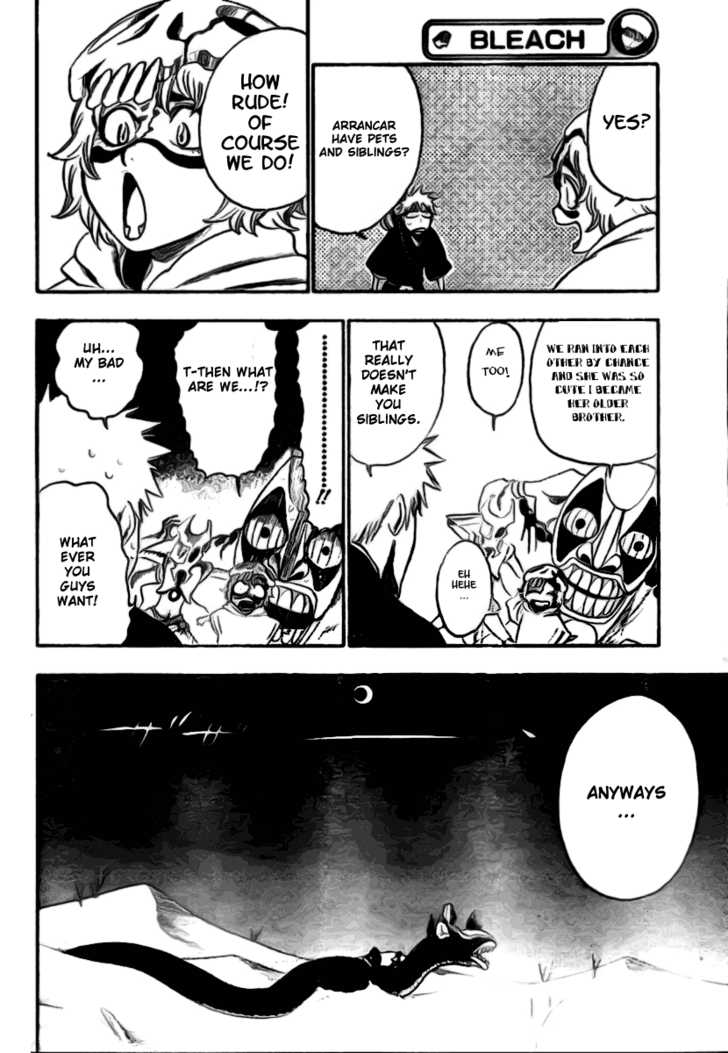 BLEACH
YES?
ARRANCAR
HAVE PETS
AND SIBLINGS?
HOW
RUDE!
OF
COURSE
WE DO!
WE RAN INTO EACH
OTHER BY CHANCE
AND SHE WAS SO
CUTE I BECAME
HER OLDER
BROTHER.
ME
TOO!
EH
HEHE
...
THAT
REALLY
DOESN'T
MAKE
YOU
SIBLINGS.
!!
T-THEN WHAT
ARE WE...!?
UH...
MY BAD
...
WHAT
EVER
YOU
GUYS
WANT!
ANYWAYS
...